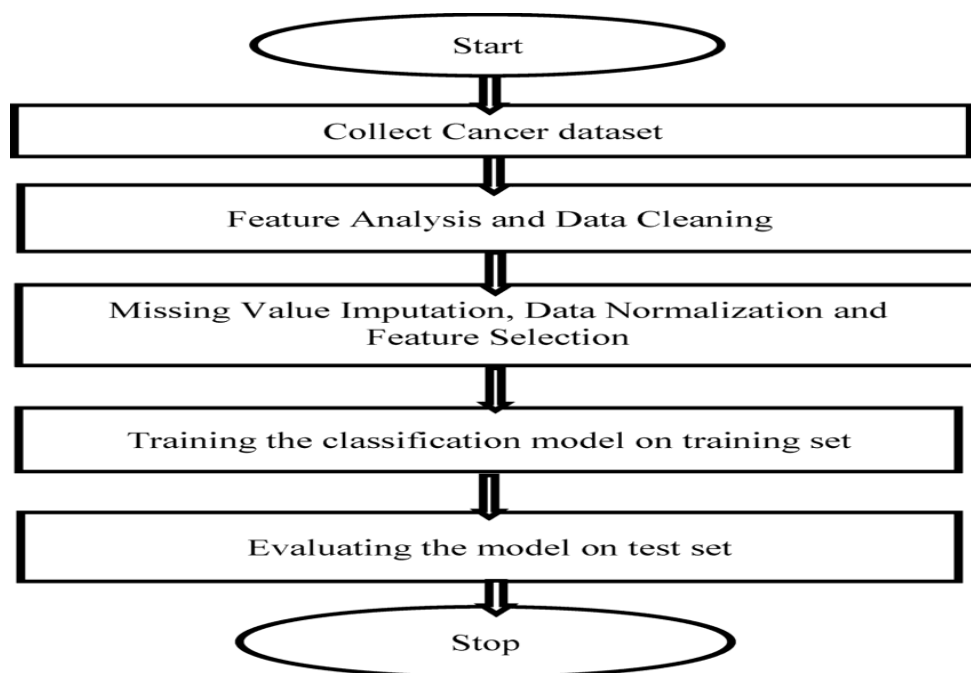 Start
Collect Cancer dataset
Feature Analysis and Data Cleaning
Missing Value Imputation, Data Normalization and
Feature Selection
Training the classification model on training set
Evaluating the model on test set
Stop